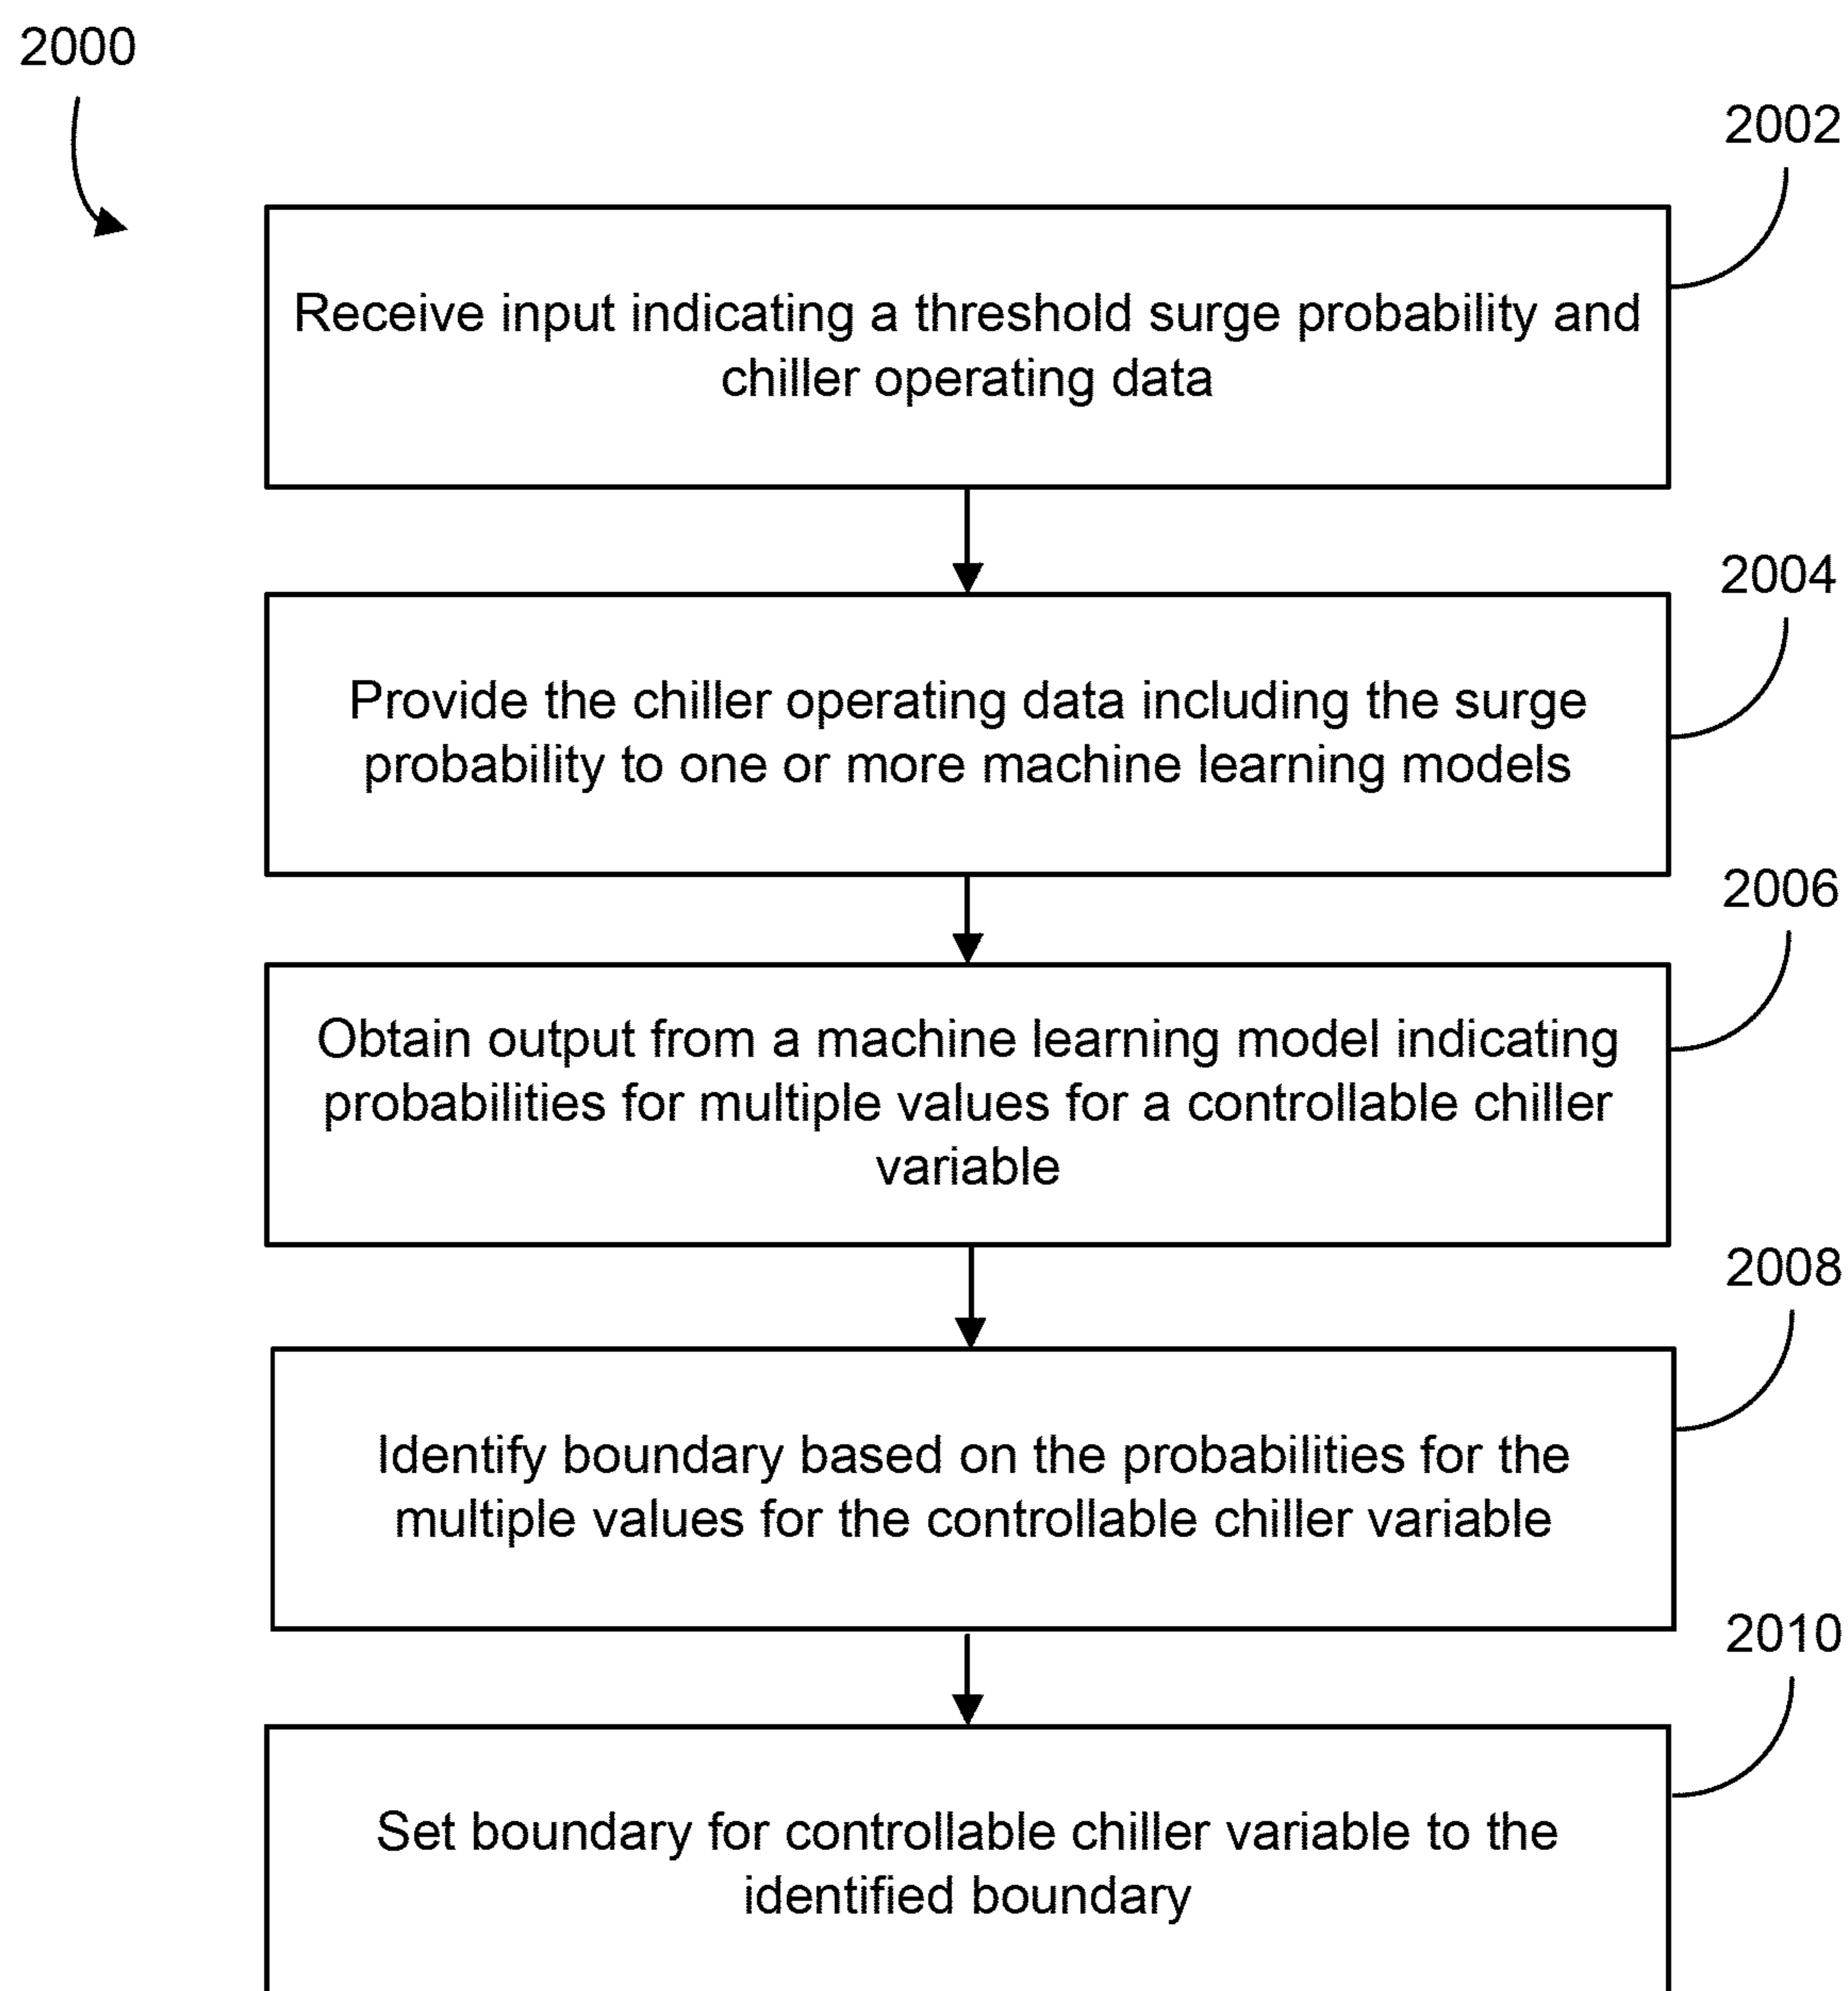 2000
2002
Receive input indicating a threshold surge probability and
chiller operating data
2004
Provide the chiller operating data including the surge
probability to one or more machine learning models
2006
Obtain output from a machine learning model indicating
probabilities for multiple values for a controllable chiller
variable
2008
Identify boundary based on the probabilities for the
multiple values for the controllable chiller variable
2010
Set boundary for controllable chiller variable to the
identified boundary